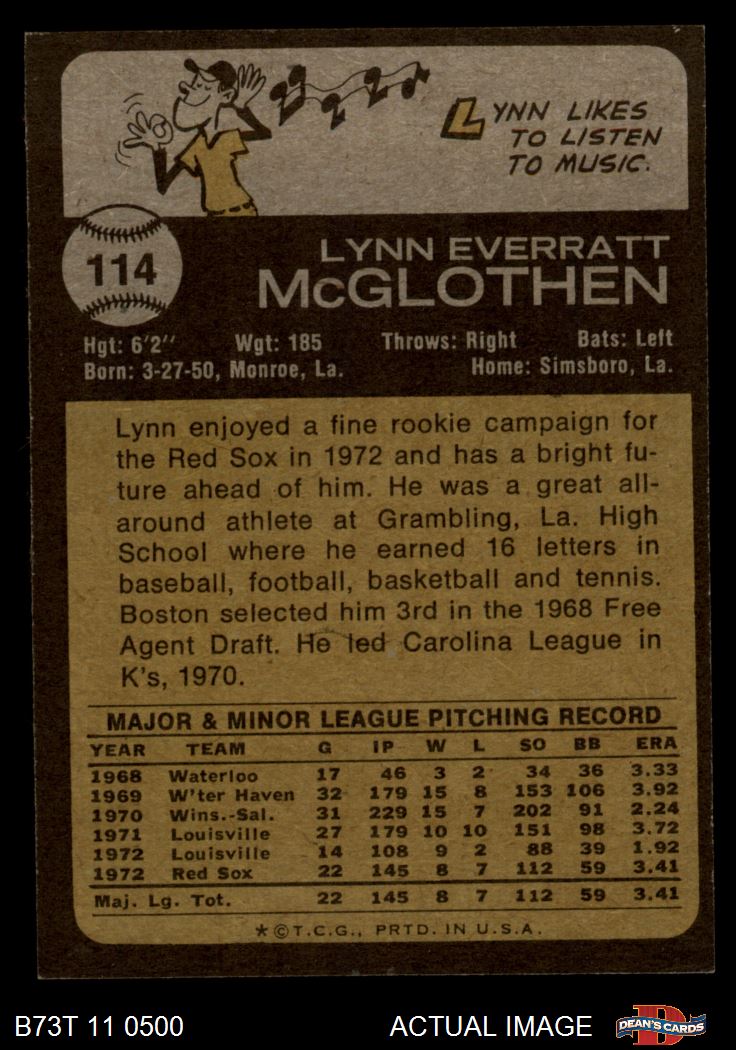 LYNN LIKES
TO LISTEN
TO MUSIC.
114
LYNN EVERRATT
McGLOTHEN
Hgt: 6'2" Wgt: 185 Throws: Right Bats: Left
Born: 3-27-50, Monroe, La. Home: Simsboro, La.
Lynn enjoyed a fine rookie campaign for
the Red Sox in 1972 and has a bright fu-
ture ahead of him. He was a great all-
around athlete at Grambling, La. High
School where he earned 16 letters in
baseball, football, basketball and tennis.
Boston selected him 3rd in the 1968 Free
Agent Draft. He led Carolina League in
K's, 1970.
MAJOR & MINOR LEAGUE PITCHING RECORD
YEAR TEAM G IP W L SO BB ERA
1968 Waterloo 17 46 3 2 34 36 3.33
1969 W'ter Haven 32 179 15 8 153 106 3.92
1970 Wins.-Sal. 31 229 15 7 202 91 2.24
1971 Louisville 27 179 10 10 151 98 3.72
1972 Louisville 14 108 9 2 88 39 1.92
1972 Red Sox 22 145 8 7 112 59 3.41
Maj. Lg. Tot. 22 145 8 7 112 59 3.41
*©T.C.G., PRTD. IN U.S.A.
B73T 11 0500 ACTUAL IMAGE D DEAN'S CARDS